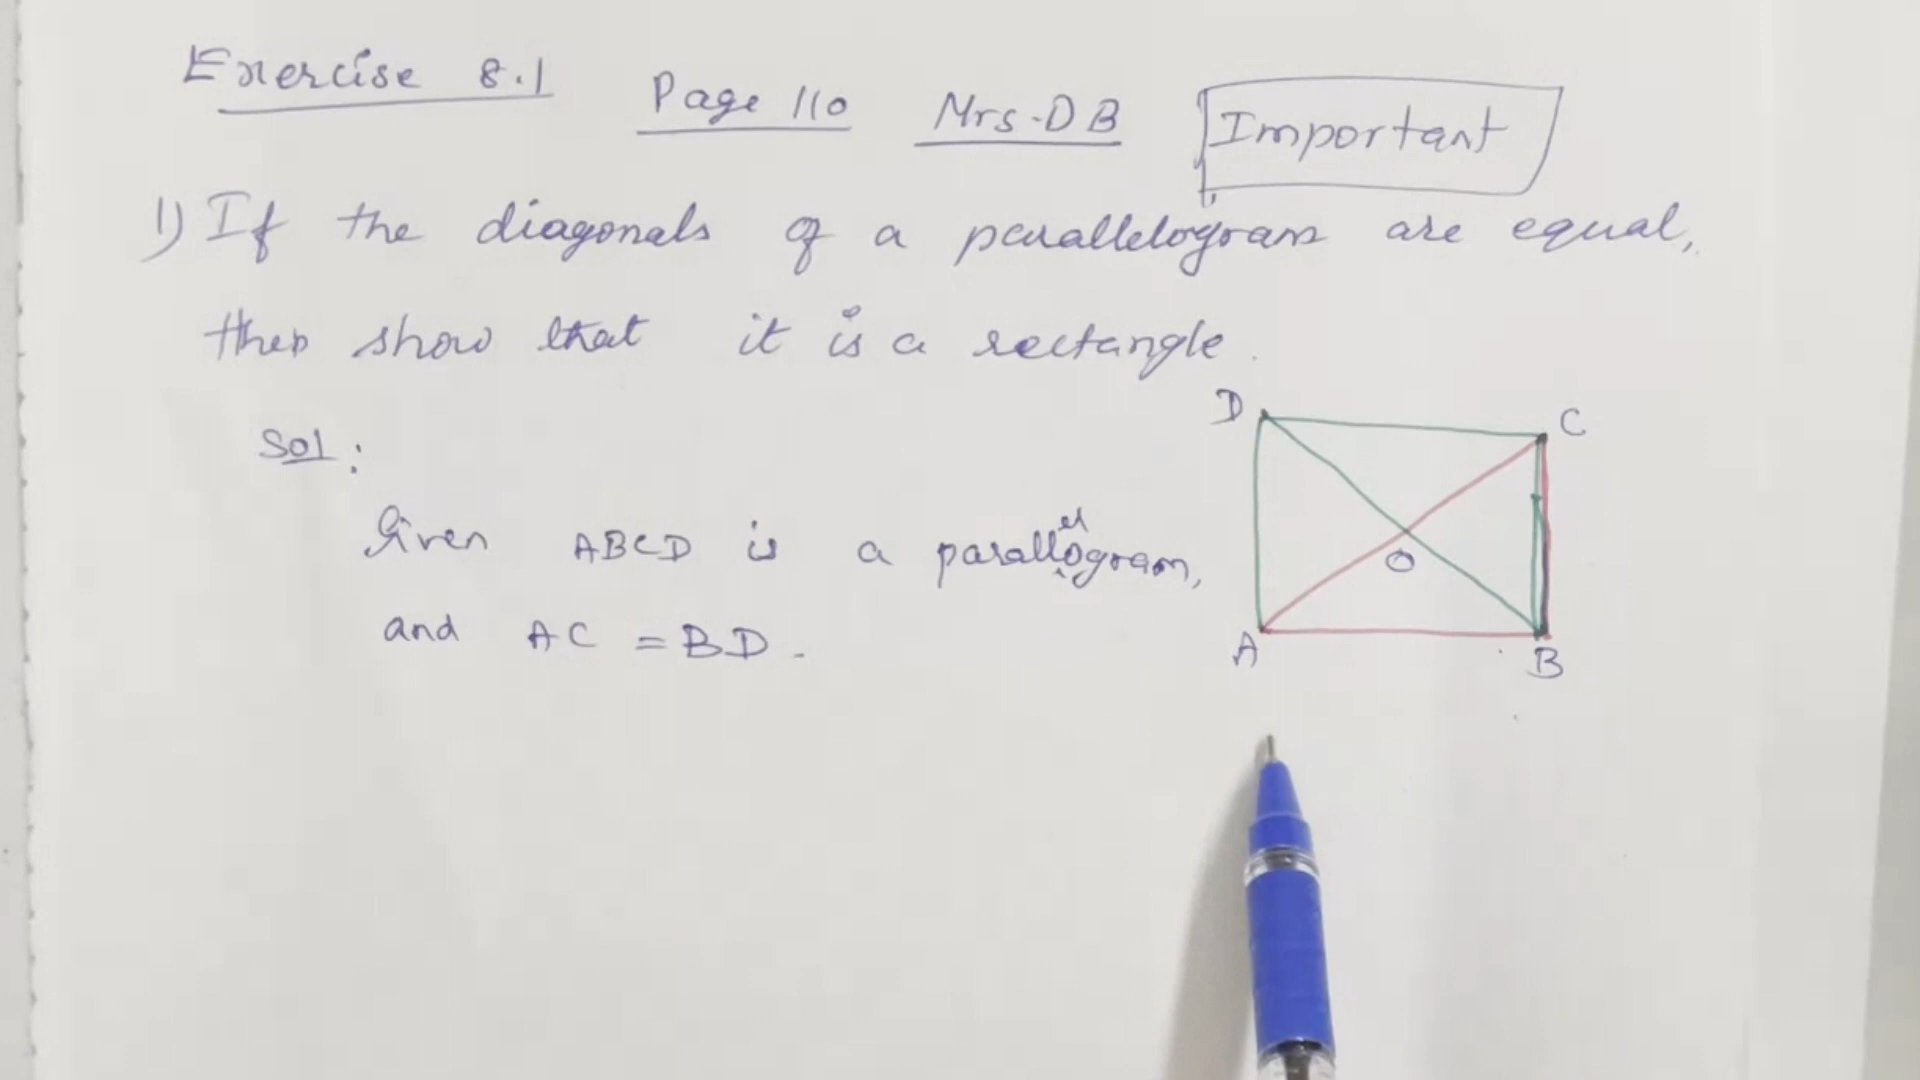 Exercise 8.1 Page 110 Mrs.DB Important
1) If the diagonals of a parallelogram are equal,
then show that it is a rectangle.
Sol:
Given ABCD is a parallelogram,
and AC = BD.
D C
O
A B